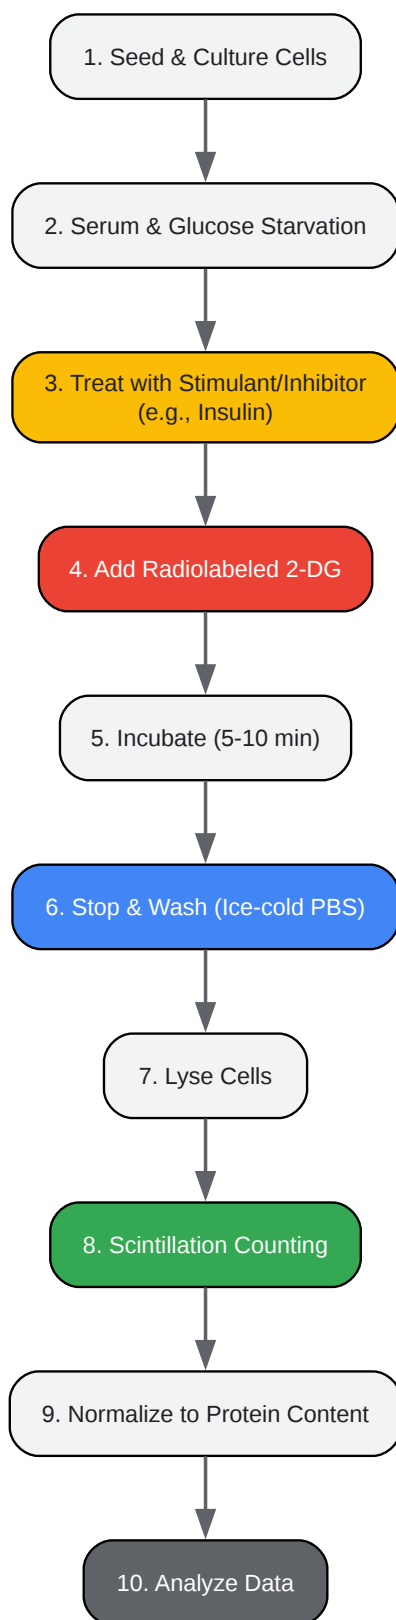 1. Seed & Culture Cells
2. Serum & Glucose Starvation
3. Treat with Stimulant/Inhibitor
(e.g., Insulin)
4. Add Radiolabeled 2-DG
5. Incubate (5-10 min)
6. Stop & Wash (Ice-cold PBS)
7. Lyse Cells
8. Scintillation Counting
9. Normalize to Protein Content
10. Analyze Data